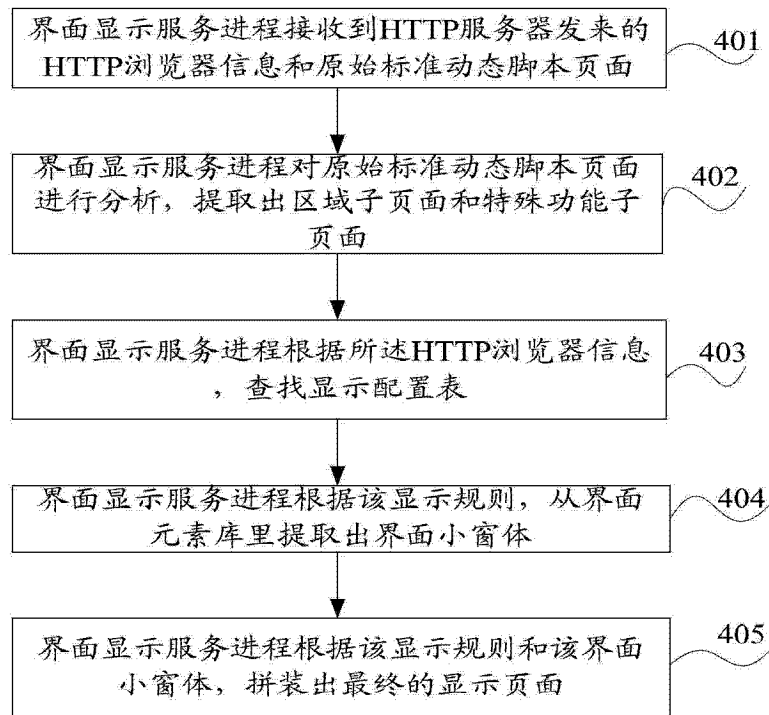 界面显示服务进程接收到HTTP服务器发来的
HTTP浏览器信息和原始标准动态脚本页面
401
界面显示服务进程对原始标准动态脚本页面
进行分析，提取出区域子页面和特殊功能子
页面
402
界面显示服务进程根据所述HTTP浏览器信息
，查找显示配置表
403
界面显示服务进程根据该显示规则，从界面
元素库里提取出界面小窗体
404
界面显示服务进程根据该显示规则和该界面
小窗体，拼装出最终的显示页面
405